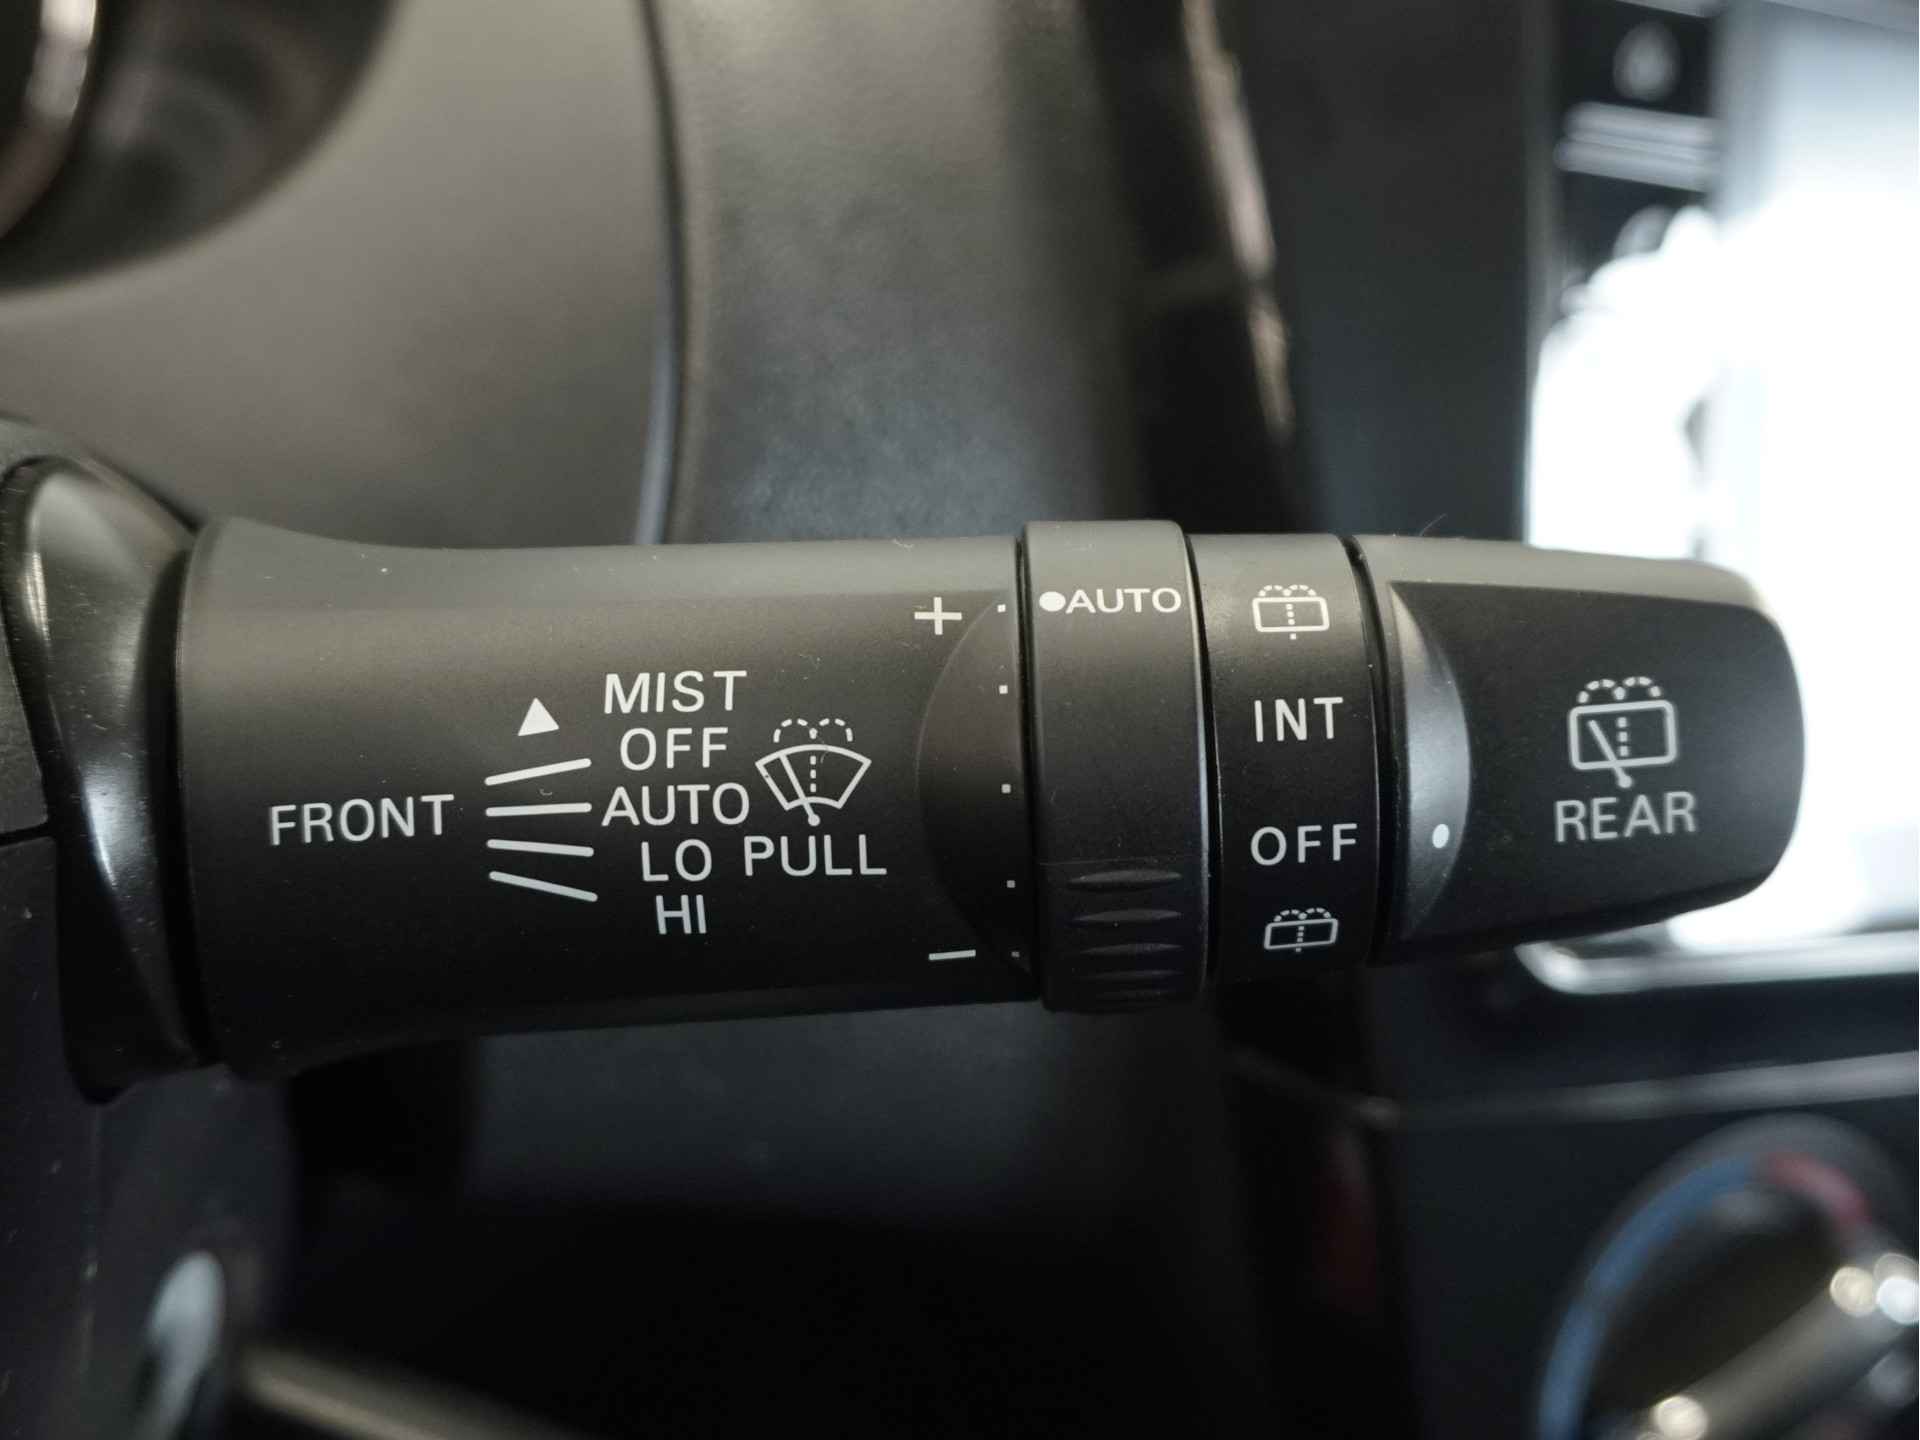 MIST
OFF
FRONT AUTO
LO PULL
HI
+
−
●AUTO
INT
OFF
REAR